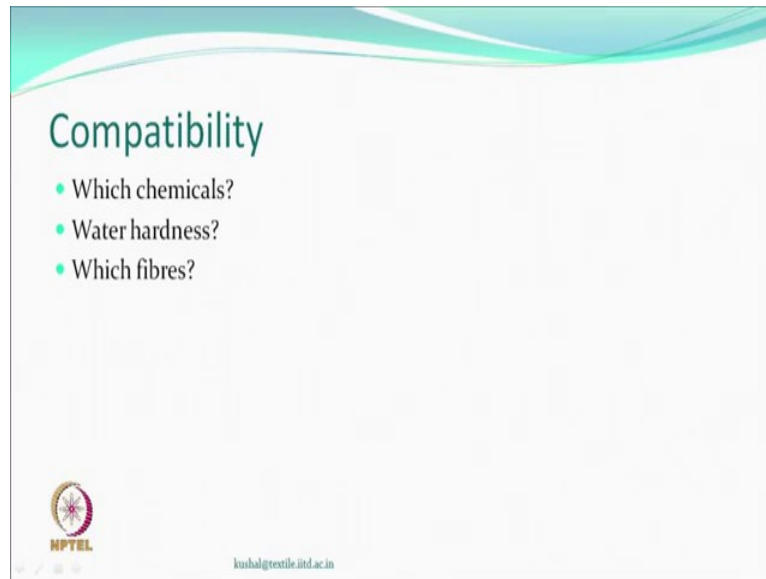 Compatibility
Which chemicals?
Water hardness?
Which fibres?
NPTEL
kushal@textile.iitd.ac.in